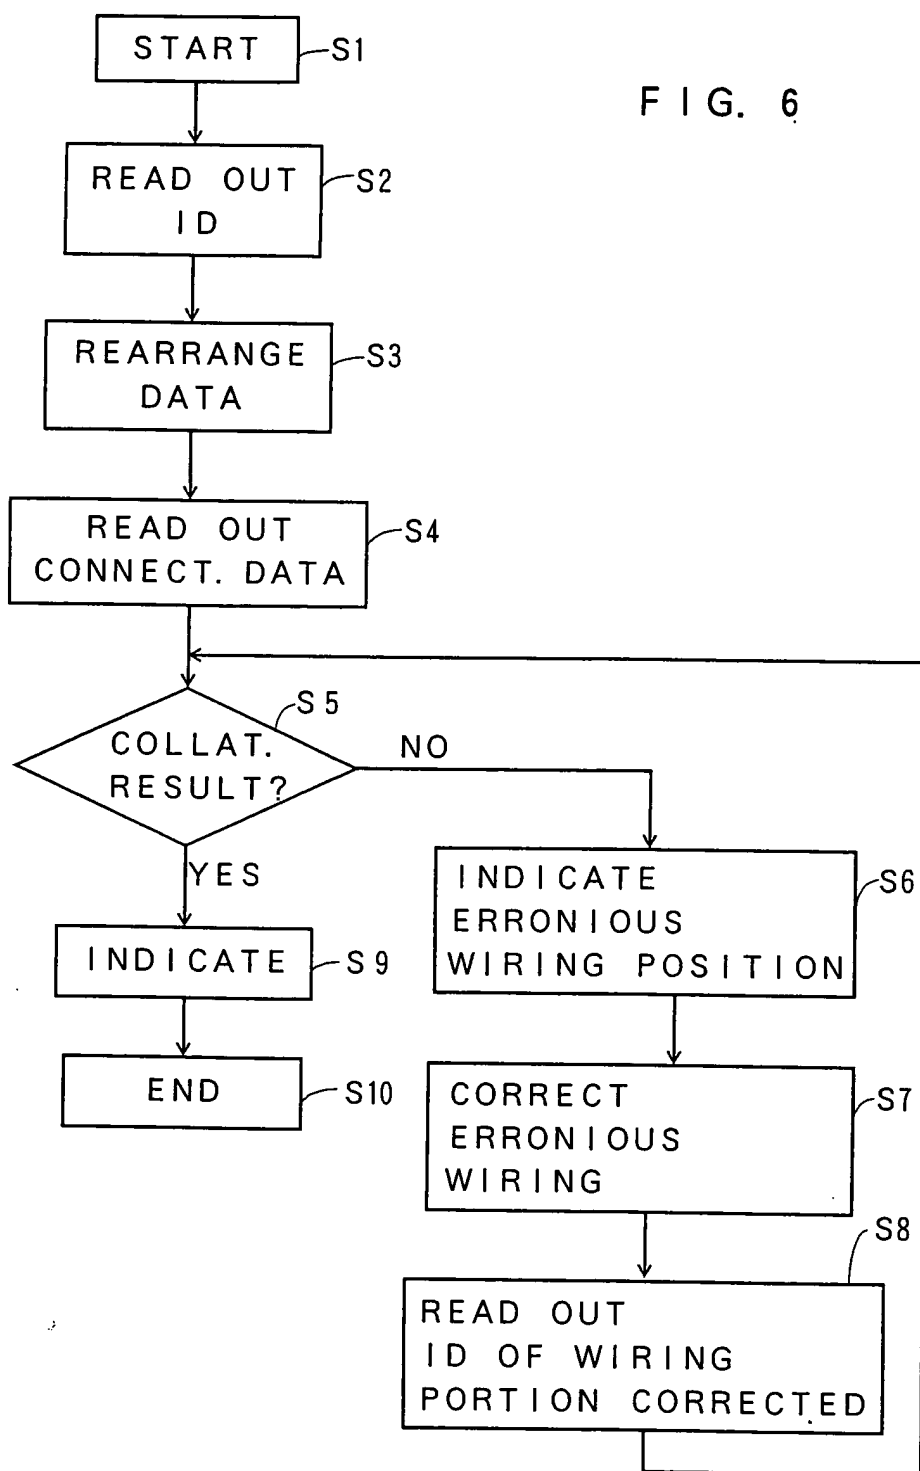 START
S1
FIG. 6
READ OUT
ID
S2
REARRANGE
DATA
S3
READ OUT
CONNECT. DATA
S4
COLLAT.
RESULT?
S5
NO
YES
INDICATE
ERRONIOUS
WIRING POSITION
S6
INDICATE
S9
END
S10
CORRECT
ERRONIOUS
WIRING
S7
READ OUT
ID OF WIRING
PORTION CORRECTED
S8